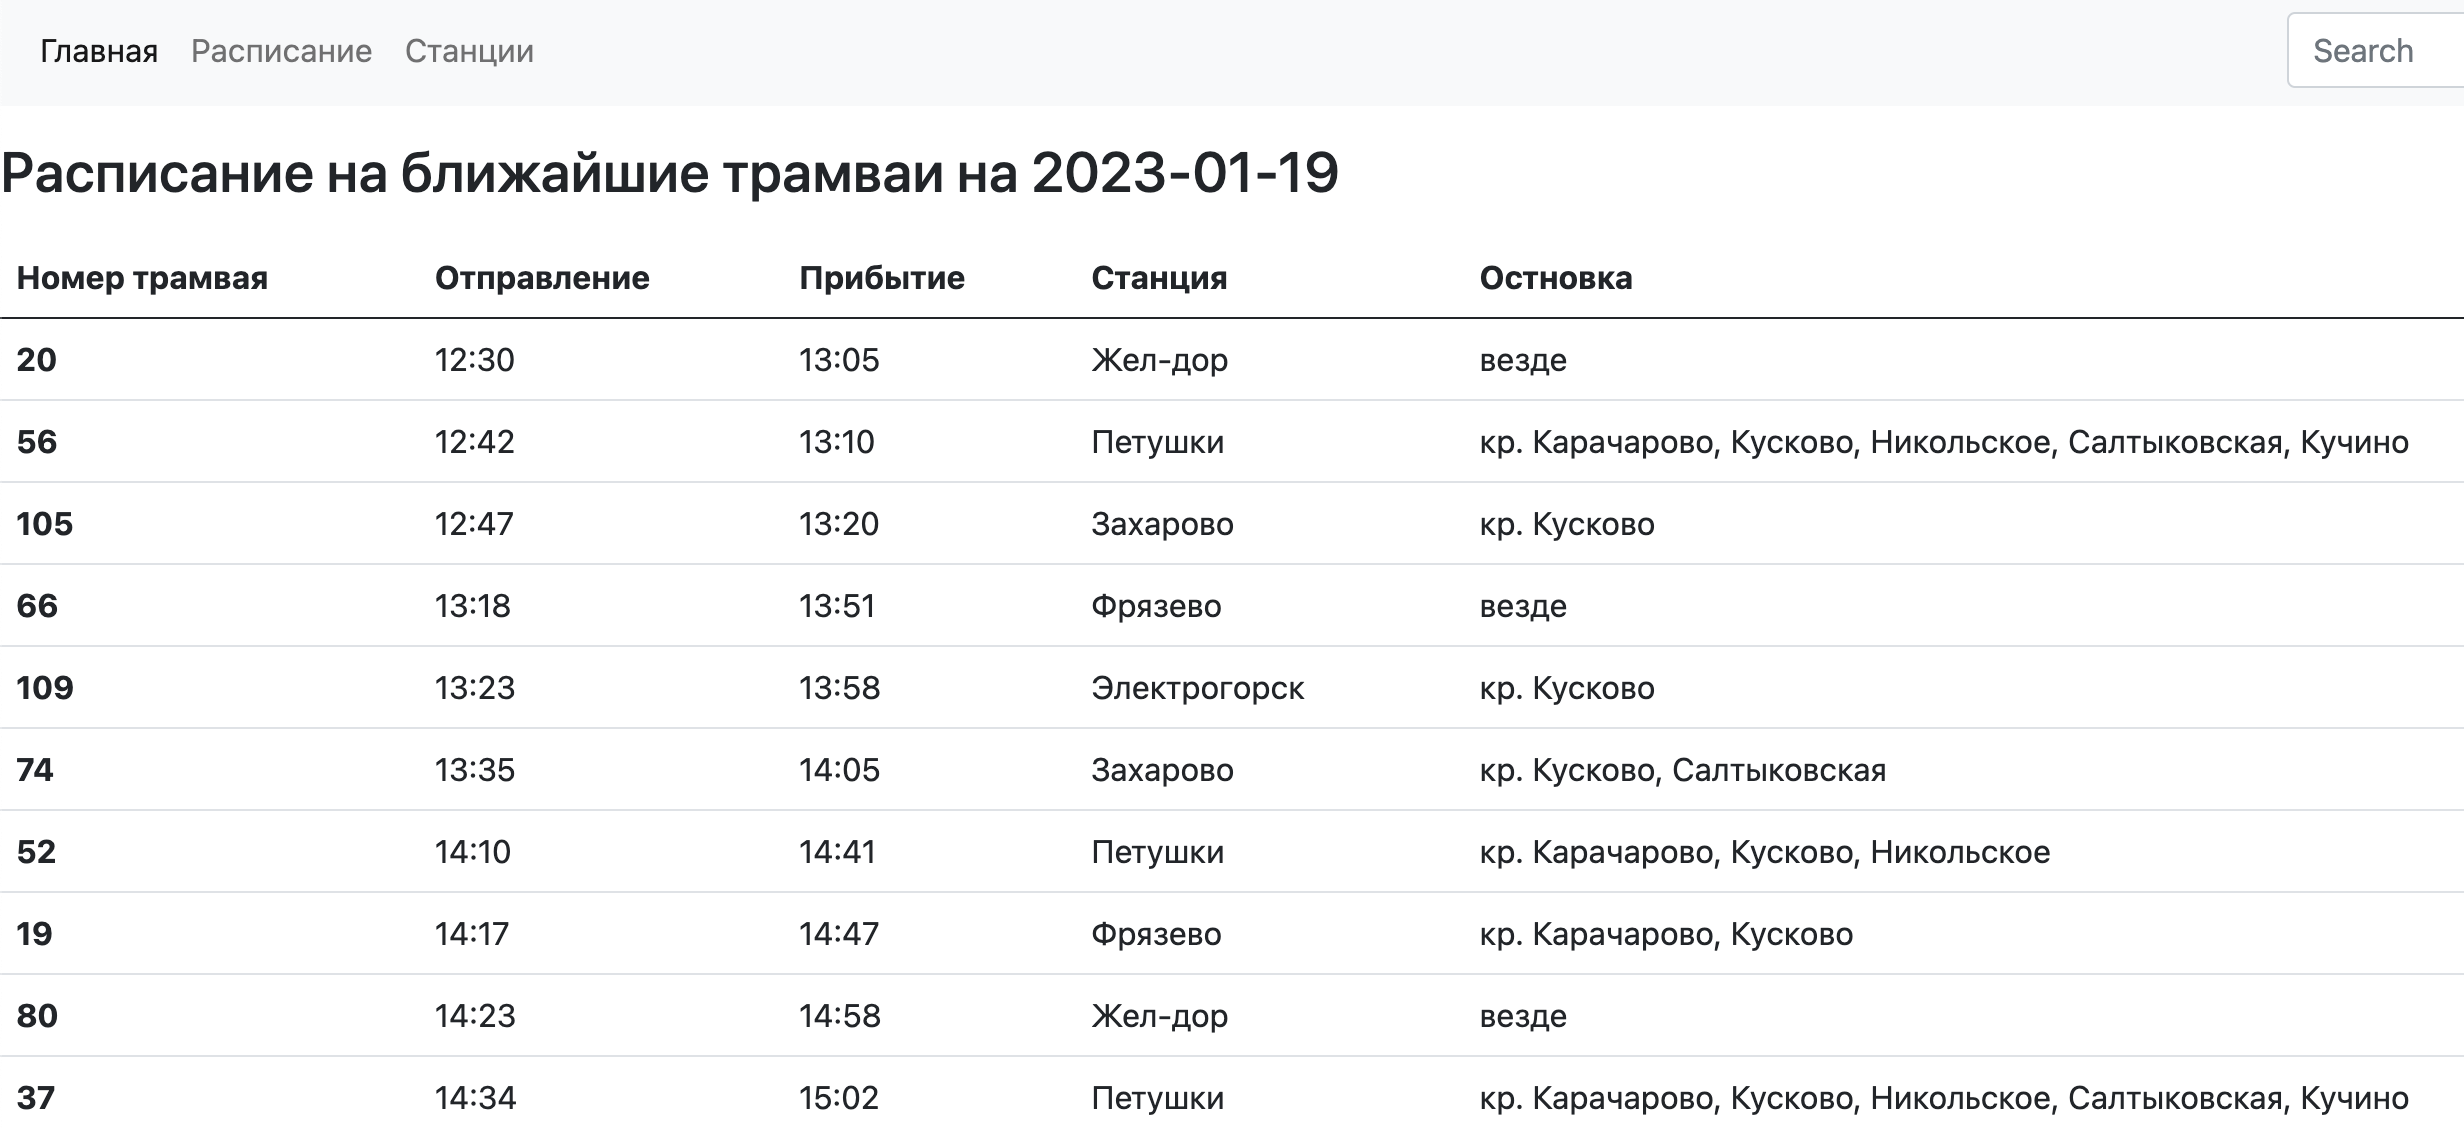 Главная Расписание Станции Search
Расписание на ближайшие трамваи на 2023-01-19
Номер трамвая Отправление Прибытие Станция Остновка
20 12:30 13:05 Жел-дор везде
56 12:42 13:10 Петушки кр. Карачарово, Кусково, Никольское, Салтыковская, Кучино
105 12:47 13:20 Захарово кр. Кусково
66 13:18 13:51 Фрязево везде
109 13:23 13:58 Электрогорск кр. Кусково
74 13:35 14:05 Захарово кр. Кусково, Салтыковская
52 14:10 14:41 Петушки кр. Карачарово, Кусково, Никольское
19 14:17 14:47 Фрязево кр. Карачарово, Кусково
80 14:23 14:58 Жел-дор везде
37 14:34 15:02 Петушки кр. Карачарово, Кусково, Никольское, Салтыковская, Кучино